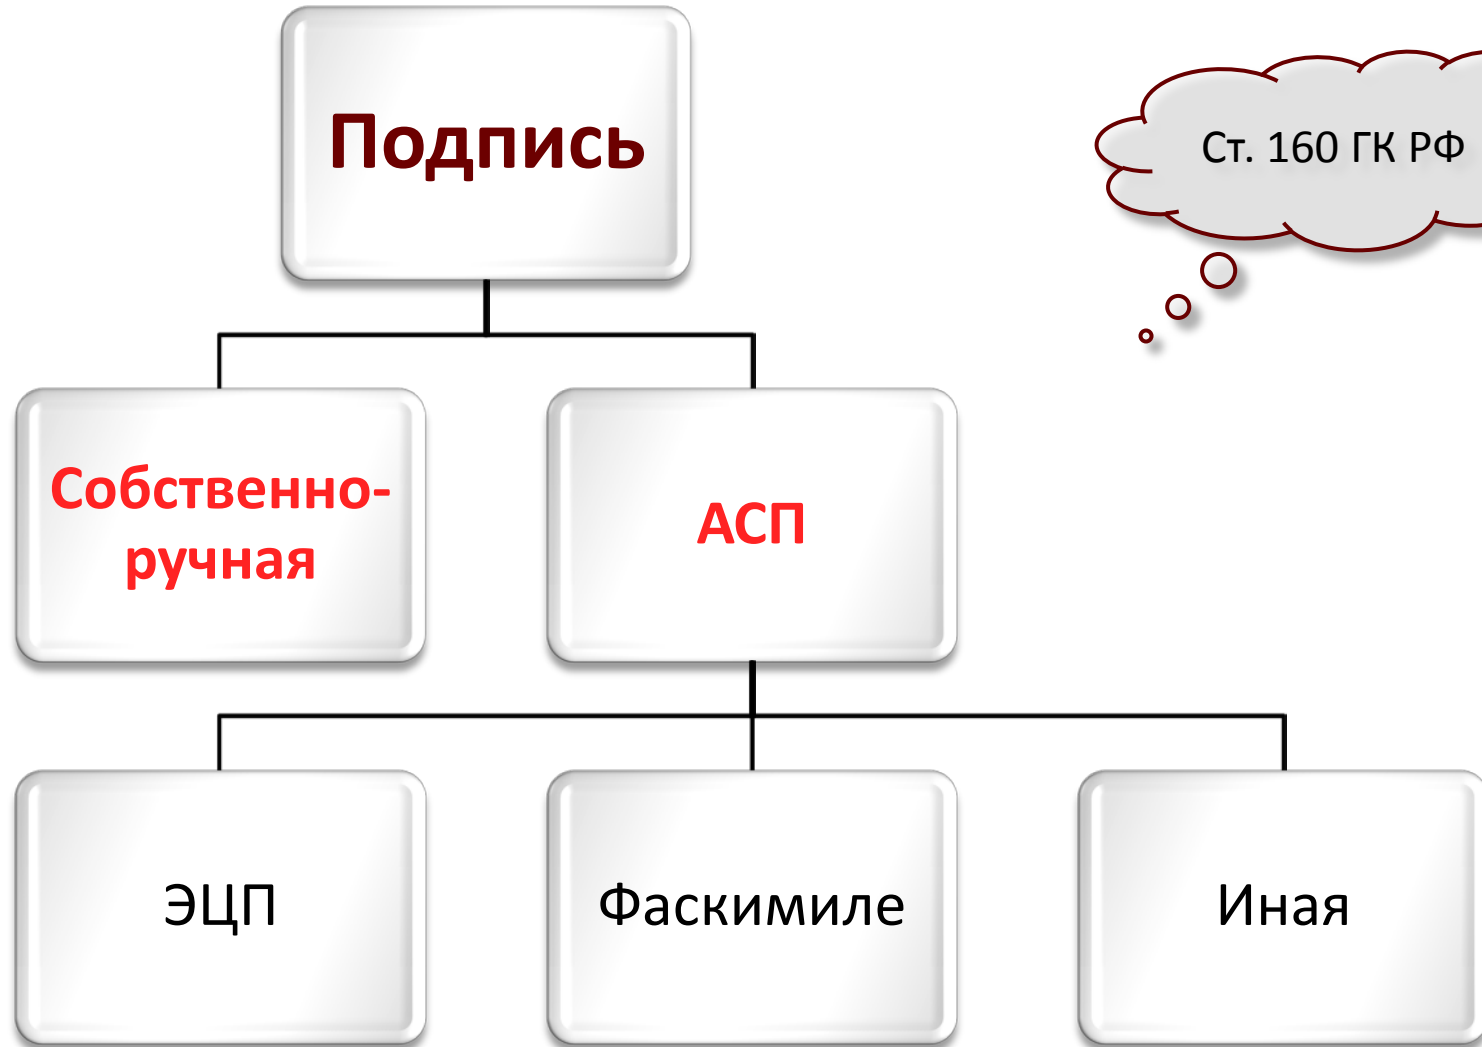 Подпись
Ст. 160 ГК РФ
Собственно-
ручная
АСП
ЭЦП
Фаскимиле
Иная